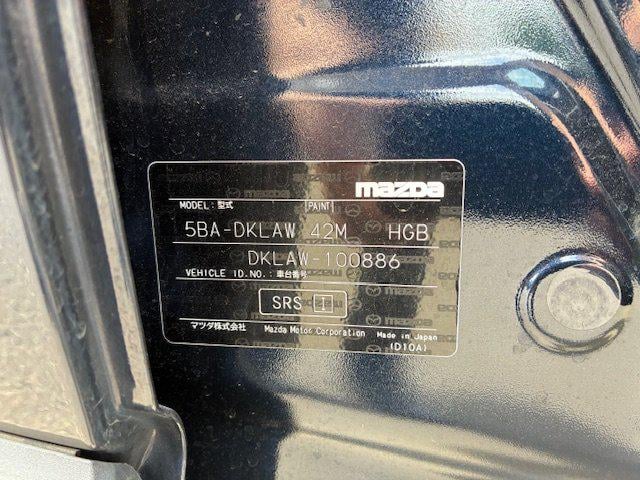 mazda
MODEL: 型式 PAINT
5BA-DKLAW 42M HGB
DKLAW-100886
VEHICLE ID.NO.: 車台番号
SRS I
マツダ株式会社 Mazda Motor Corporation Made in Japan
(D10A)